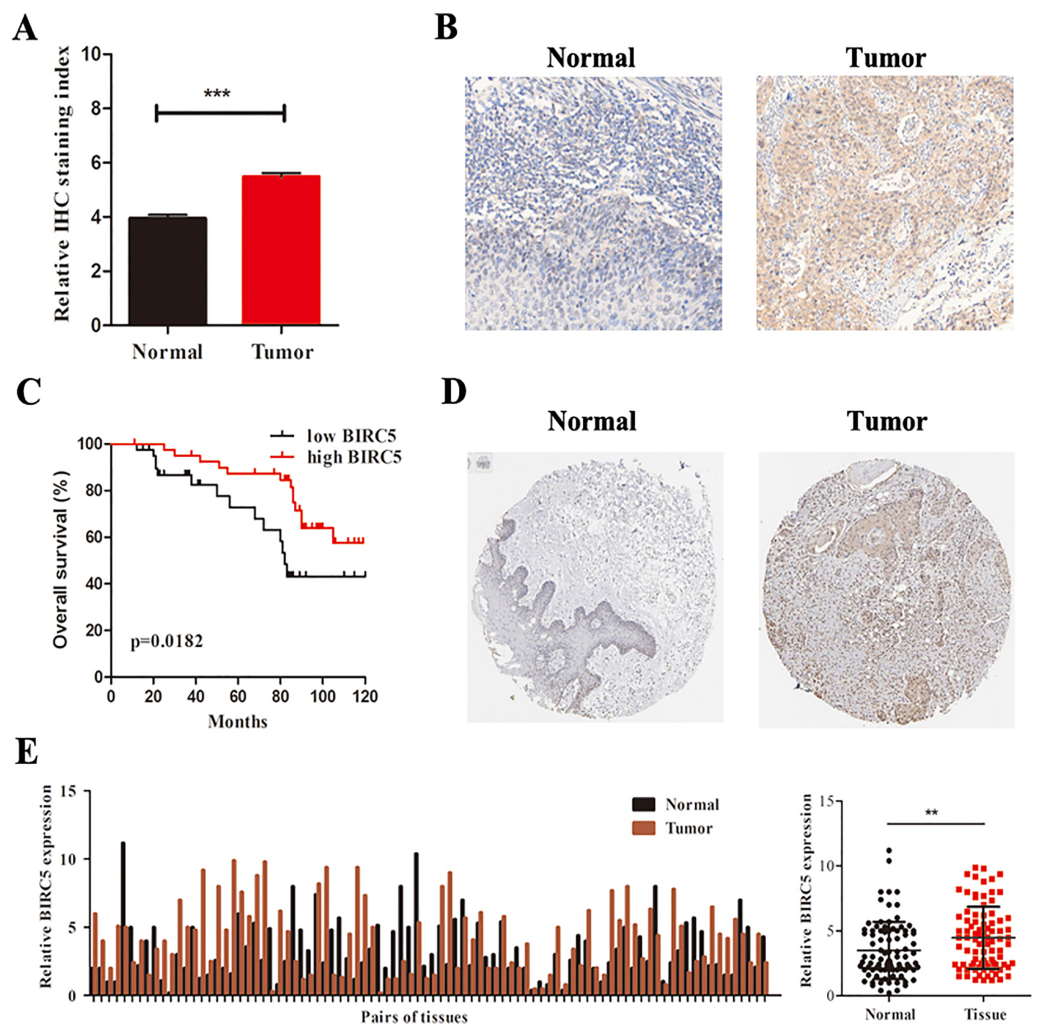 A
Relative IHC staining index
10
8
6
4
2
0
***
Normal
Tumor
B
Normal
Tumor
C
Overall survival (%)
100
80
60
40
20
0
low BIRC5
high BIRC5
p=0.0182
0 20 40 60 80 100 120
Months
D
Normal
Tumor
E
Relative BIRC5 expression
15
10
5
0
Normal
Tumor
Pairs of tissues
Relative BIRC5 expression
15
10
5
0
**
Normal
Tissue